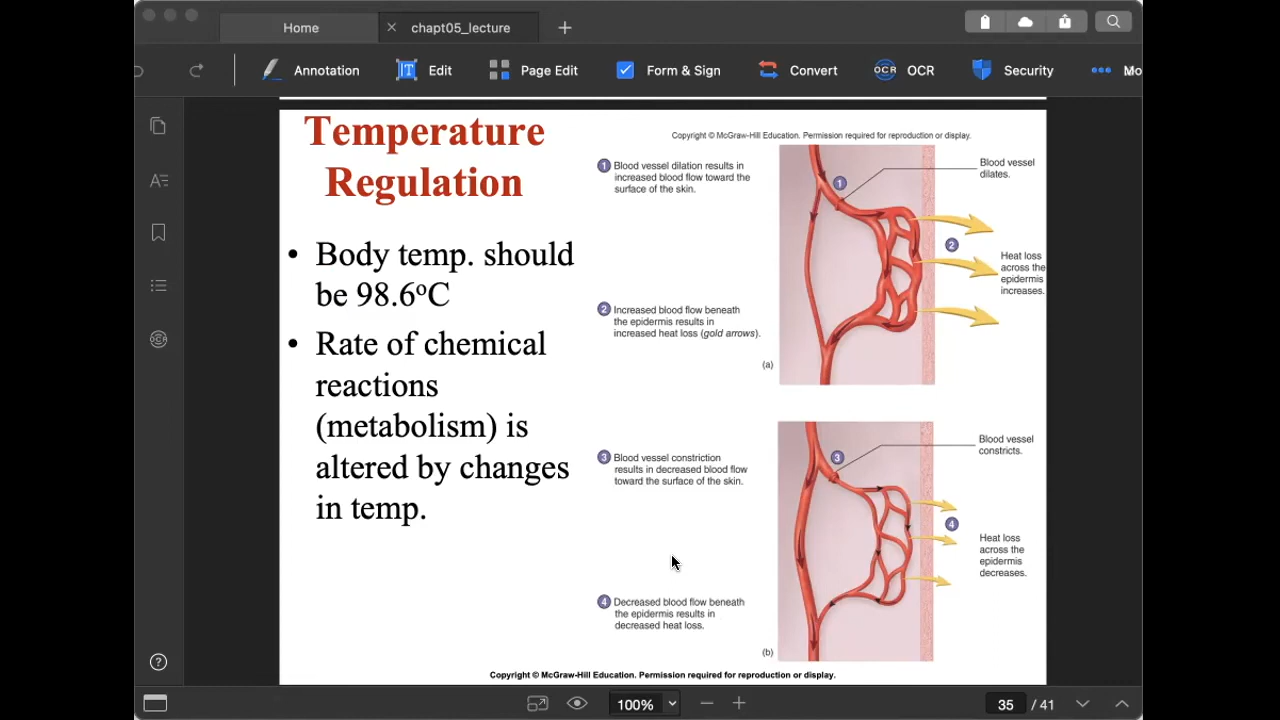 Home
chapt05_lecture
Annotation
Edit
Page Edit
Form & Sign
Convert
OCR
OCR
Security
Mo
Temperature
Regulation
• Body temp. should
be 98.6ºC
• Rate of chemical
reactions
(metabolism) is
altered by changes
in temp.
Copyright © McGraw-Hill Education. Permission required for reproduction or display.
1 Blood vessel dilation results in
increased blood flow toward the
surface of the skin.
2 Increased blood flow beneath
the epidermis results in
increased heat loss (gold arrows).
1
Blood vessel
dilates.
2
Heat loss
across the
epidermis
increases.
(a)
3 Blood vessel constriction
results in decreased blood flow
toward the surface of the skin.
4 Decreased blood flow beneath
the epidermis results in
decreased heat loss.
3
Blood vessel
constricts.
4
Heat loss
across the
epidermis
decreases.
(b)
Copyright © McGraw-Hill Education. Permission required for reproduction or display.
100%
35 / 41